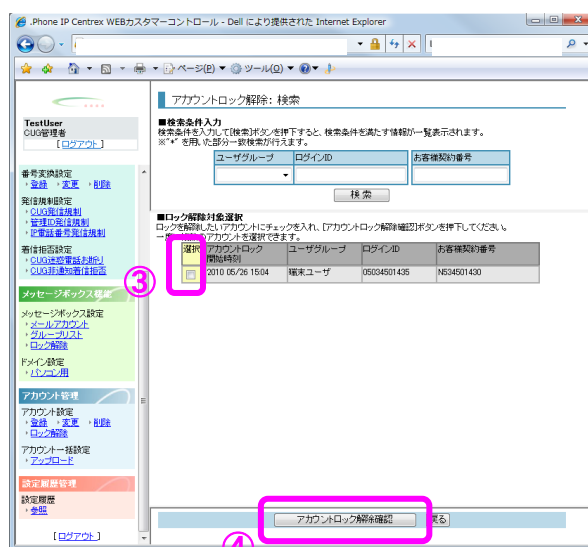 .Phone IP Centrex WEBカスタマーコントロール - Dell により提供された Internet Explorer
ページ(P) ツール(O)
TestUser
CUG管理者
[ログアウト]
番号変換設定
登録 変更 削除
発信規制設定
CUG発信規制
管理ID発信規制
IP電話番号発信規制
着信拒否設定
CUG迷惑電話お断り
CUG非通知着信拒否
メッセージボックス
メッセージボックス設定
メールアカウント
グループリスト
ロック解除
ドメイン設定
パソコン用
アカウント管理
アカウント設定
登録 変更 削除
ロック解除
アカウント一括設定
アップロード
設定履歴管理
設定履歴
参照
[ログアウト]
アカウントロック解除: 検索
■検索条件入力
検索条件を入力して[検索]ボタンを押下すると、検索条件を満たす情報が一覧表示されます。
※"*" を用いた部分一致検索が行えます。
ユーザグループ ログインID お客様契約番号
検索
■ロック解除対象選択
ロックを解除したいアカウントにチェックを入れ、[アカウントロック解除確認]ボタンを押下してください。
のアカウントを選択できます。
選択 アカウントロック開始時刻 ユーザグループ ログインID お客様契約番号
2010 05/26 15:04 端末ユーザ 05034501435 N534501430
③
アカウントロック解除確認 戻る
④